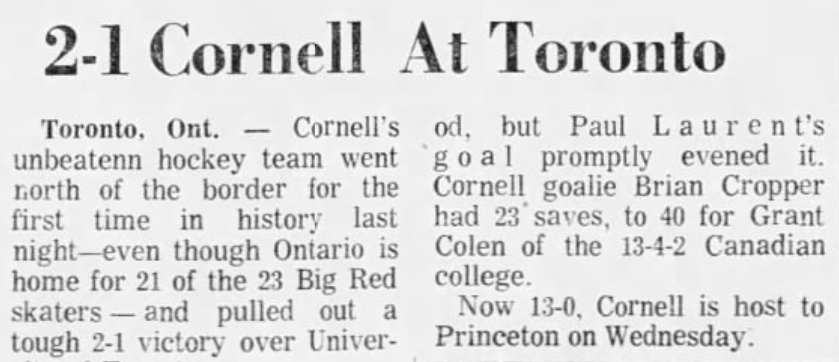 2-1 Cornell At Toronto
Toronto, Ont. — Cornell's
unbeatenn hockey team went
north of the border for the
first time in history last
night—even though Ontario is
home for 21 of the 23 Big Red
skaters — and pulled out a
tough 2-1 victory over Univer-
od, but Paul Laurent's
goal promptly evened it.
Cornell goalie Brian Cropper
had 23 saves, to 40 for Grant
Colen of the 13-4-2 Canadian
college.
Now 13-0, Cornell is host to
Princeton on Wednesday.